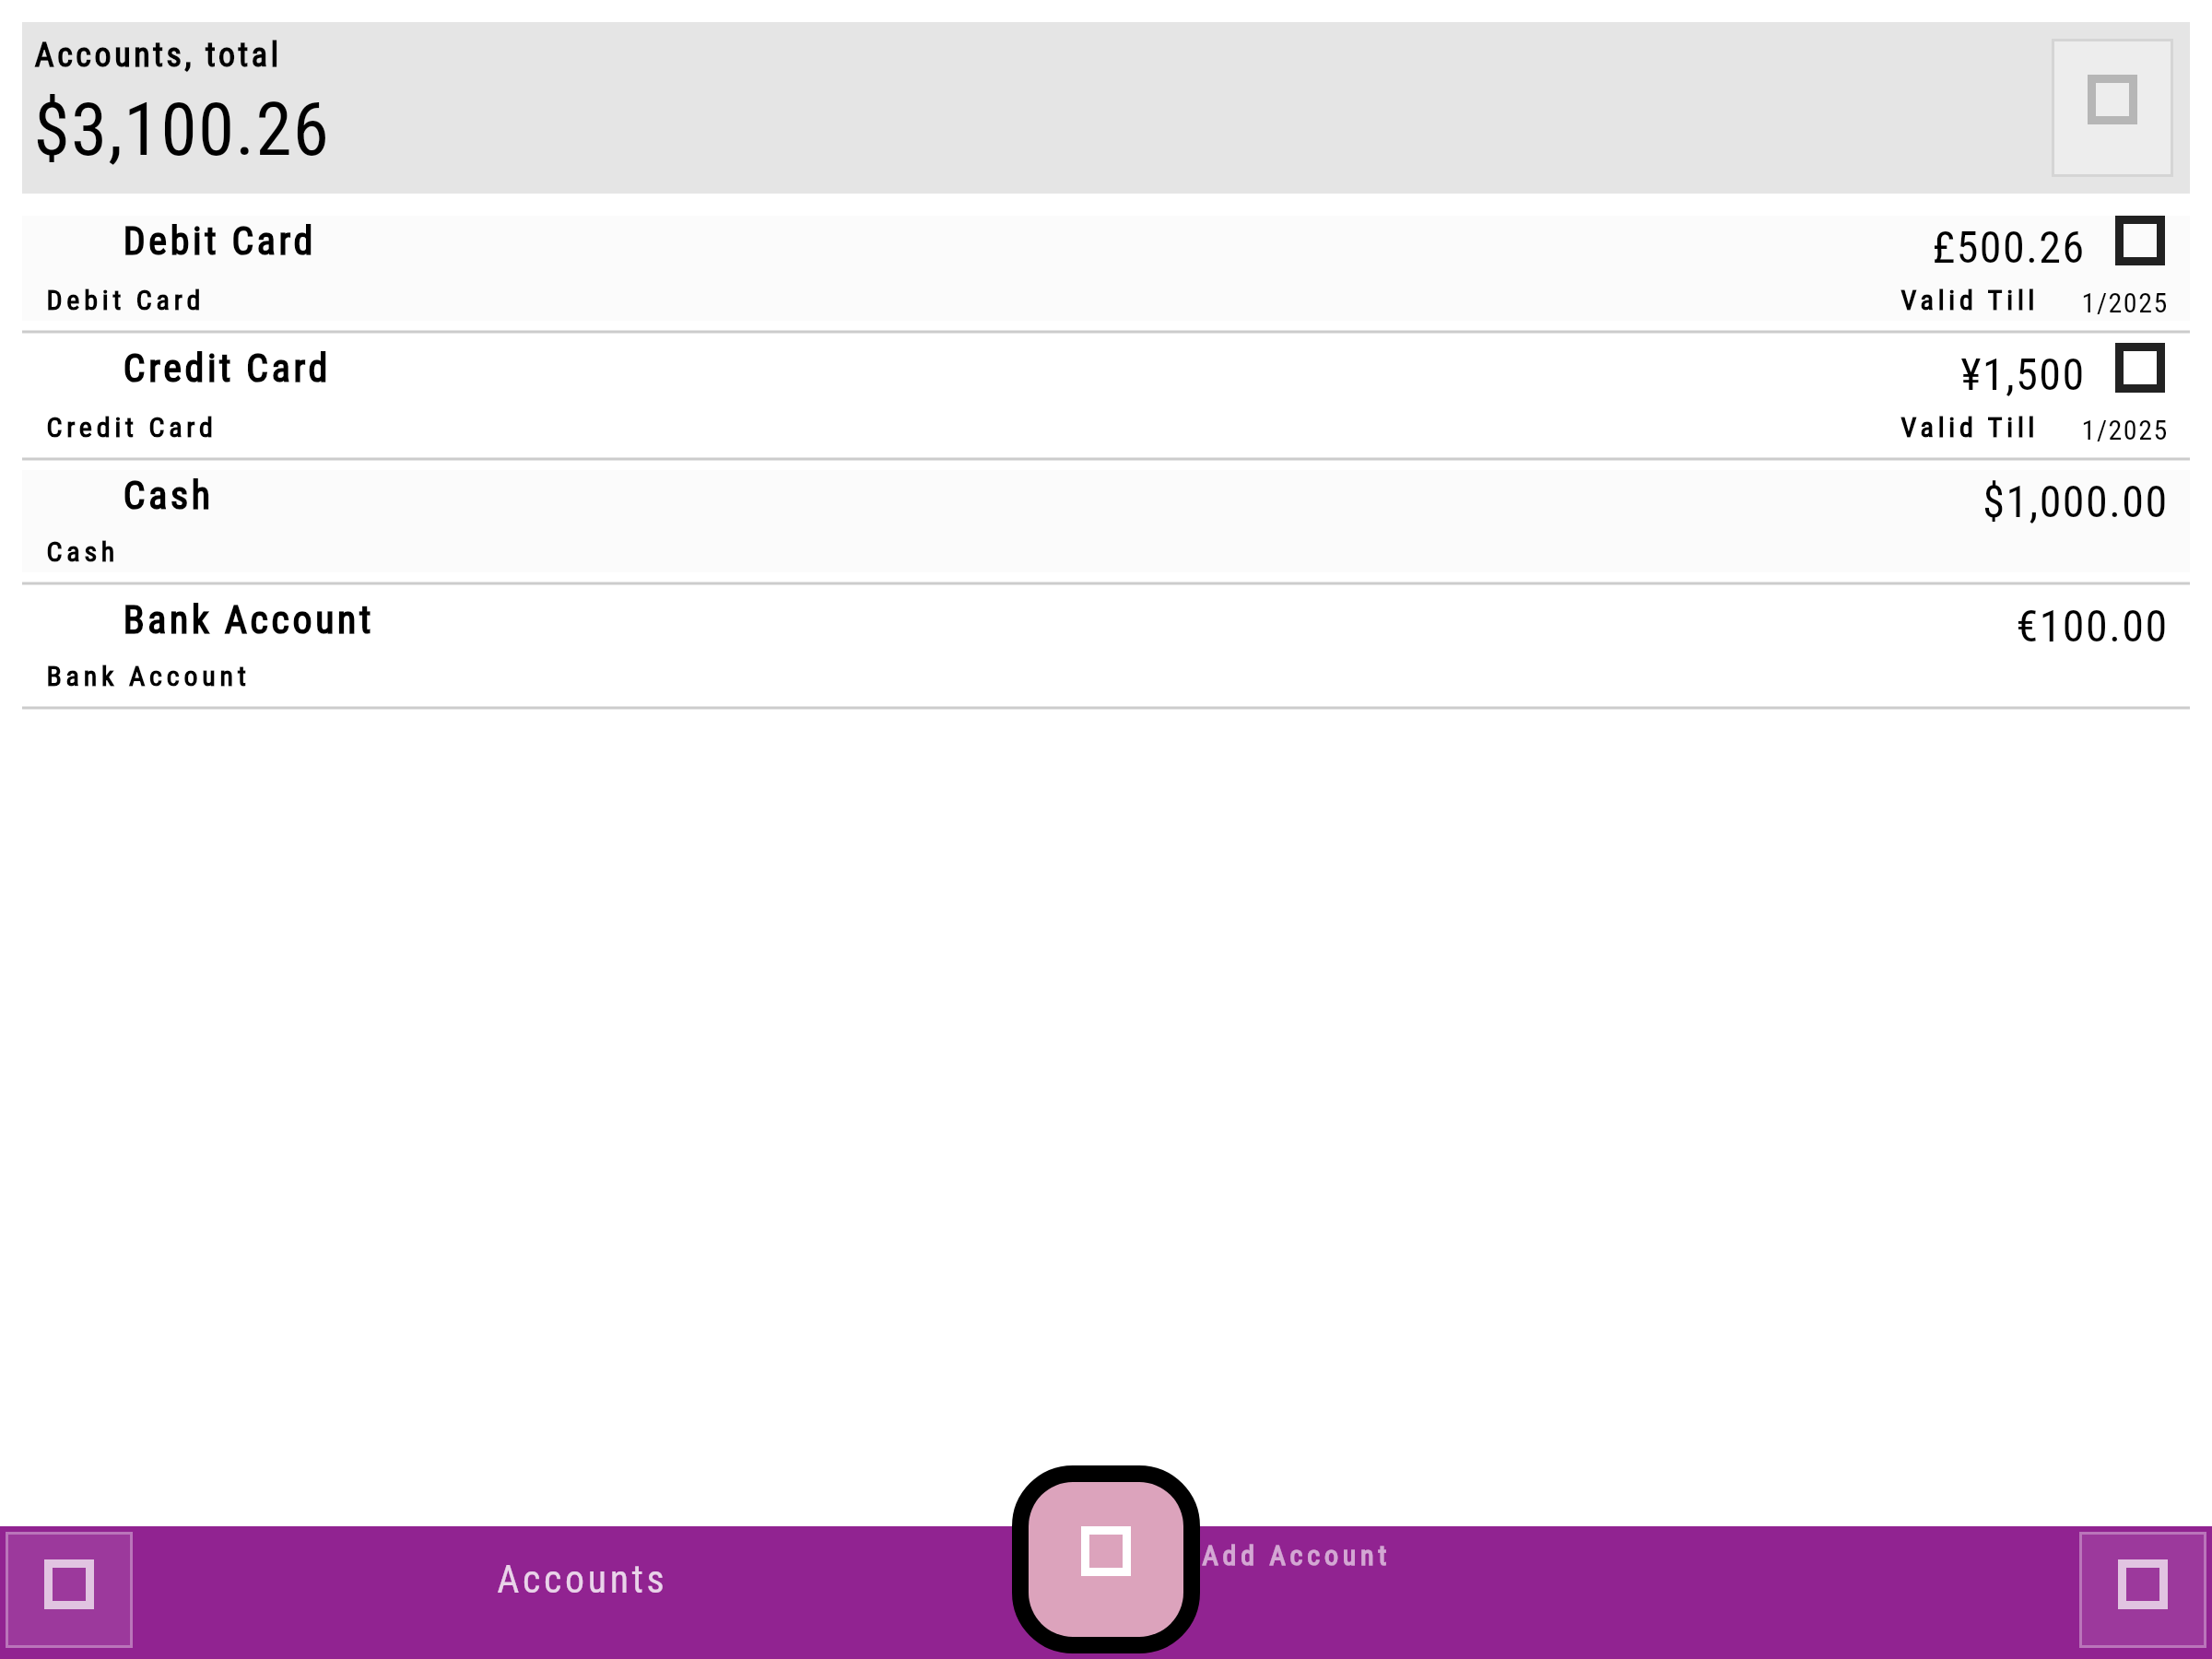 Accounts, total
$3,100.26
Debit Card £500.26
Debit Card Valid Till 1/2025
Credit Card ¥1,500
Credit Card Valid Till 1/2025
Cash $1,000.00
Cash
Bank Account €100.00
Bank Account
Add Account
Accounts